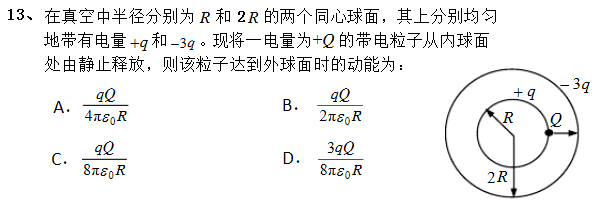 13、在真空中半径分别为 R 和 2R 的两个同心球面，其上分别均匀
地带有电量 +q 和 −3q 。现将一电量为+Q 的带电粒子从内球面
处由静止释放，则该粒子达到外球面时的动能为：
A． qQ/4πε₀R B． qQ/2πε₀R
C． qQ/8πε₀R D． 3qQ/8πε₀R
−3q
+q
R Q
2R